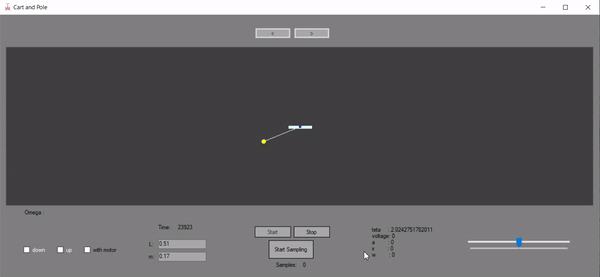 Cart and Pole
<
>
Omega :
down
up
with motor
Time: 23923
L: 0.51
m: 0.17
Start
Stop
Start Sampling
Samples: 0
teta : 2.0242751782011
voltage: 0
a : 0
x : 0
w : 0